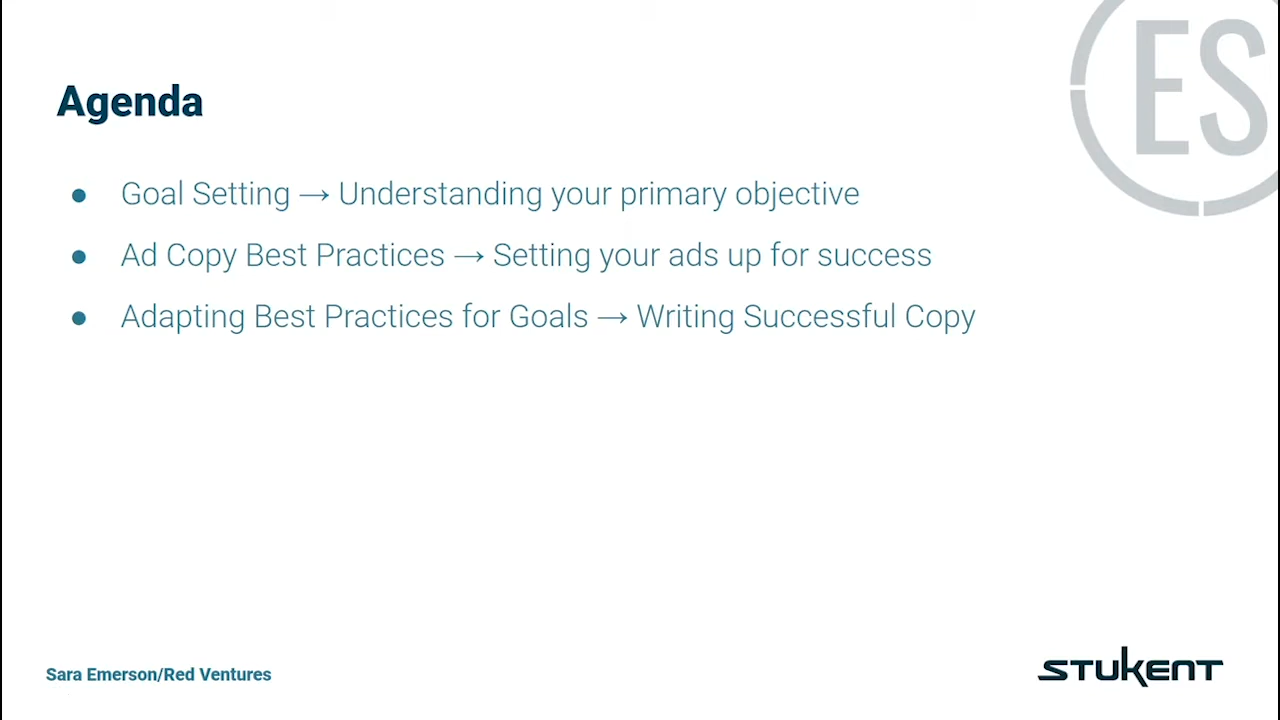 ES
Agenda
● Goal Setting → Understanding your primary objective
● Ad Copy Best Practices → Setting your ads up for success
● Adapting Best Practices for Goals → Writing Successful Copy
Sara Emerson/Red Ventures
STUKENT